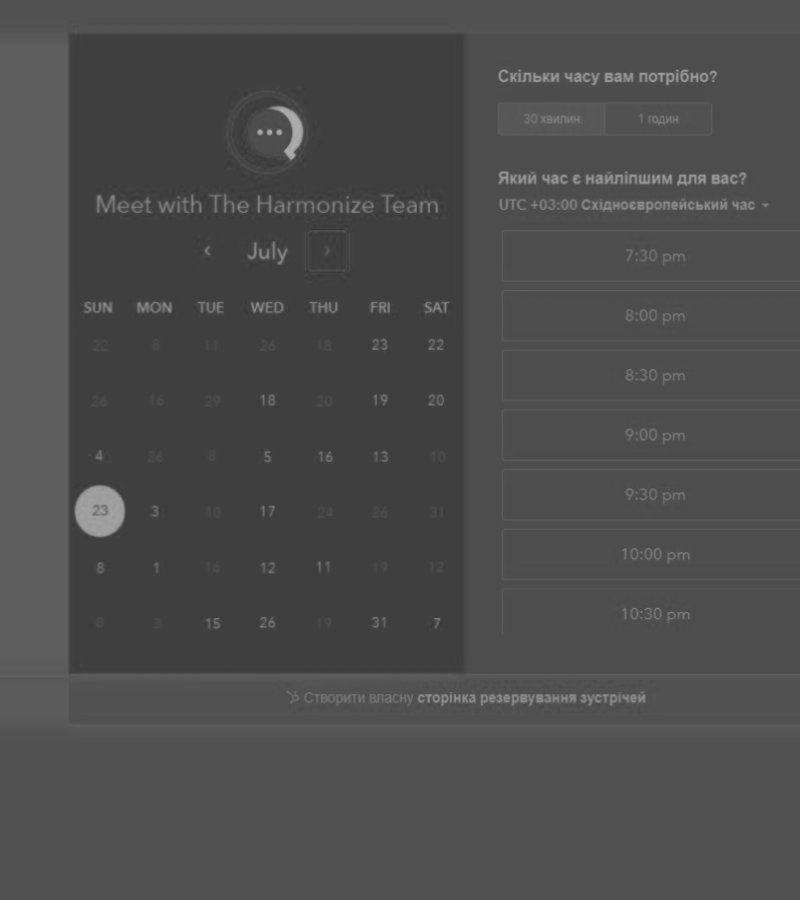 Meet with The Harmonize Team
July
SUN MON TUE WED THU FRI SAT
22 8 11 26 18 23 22
26 16 29 18 20 19 20
4 26 8 5 16 13 10
23 3 10 17 24 26 31
8 1 16 12 11 19 12
8 3 15 26 19 31 7
Скільки часу вам потрібно?
30 хвилин 1 годин
Який час є найліпшим для вас?
UTC +03:00 Східноєвропейський час
7:30 pm
8:00 pm
8:30 pm
9:00 pm
9:30 pm
10:00 pm
10:30 pm
Створити власну сторінка резервування зустрічей